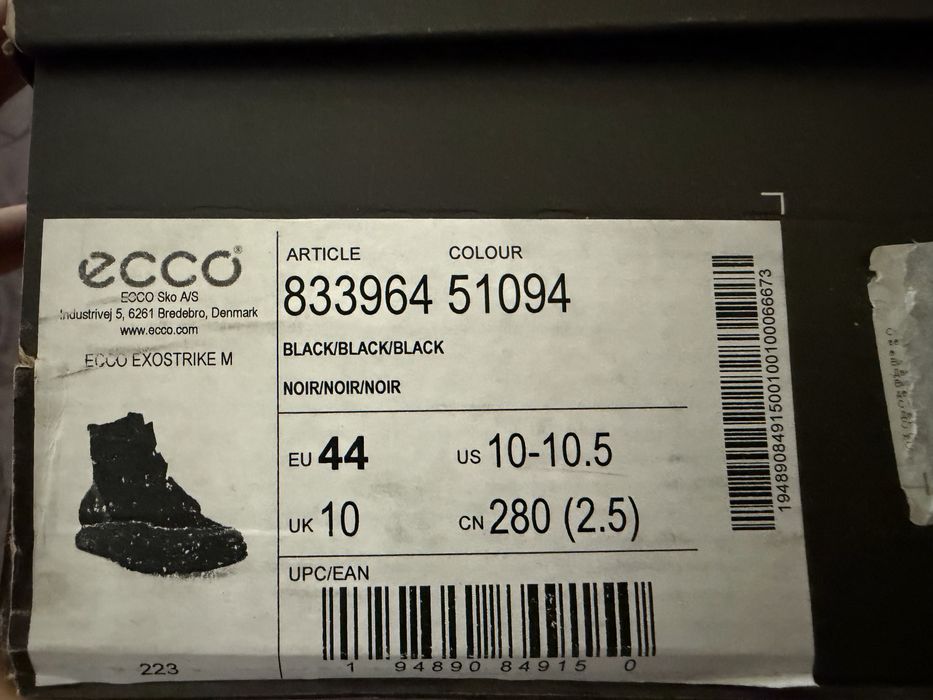 ecco®
ECCO Sko A/S
Industrivej 5, 6261 Bredebro, Denmark
www.ecco.com
ECCO EXOSTRIKE M
223
ARTICLE COLOUR
833964 51094
BLACK/BLACK/BLACK
NOIR/NOIR/NOIR
EU 44 US 10-10.5
UK 10 CN 280 (2.5)
UPC/EAN
1 94890 84915 0
1948908491500100100066673